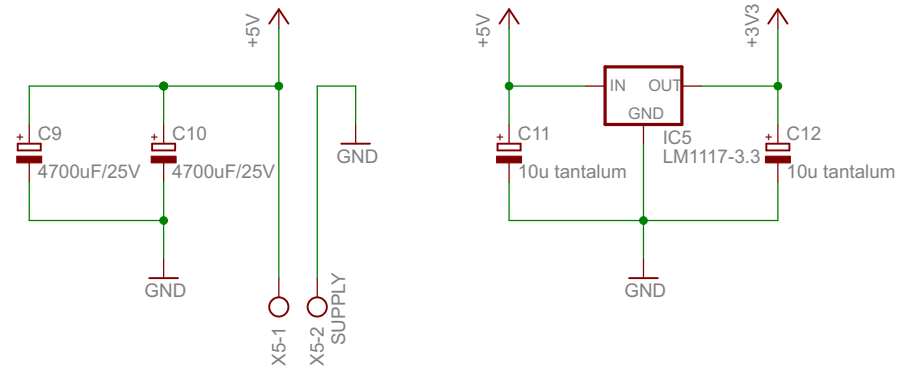 +5V
+5V
+3V3
IN
OUT
GND
+
C9
4700uF/25V
+
C10
4700uF/25V
GND
+
C11
10u tantalum
IC5
LM1117-3.3
+
C12
10u tantalum
GND
GND
X5-1
X5-2
SUPPLY